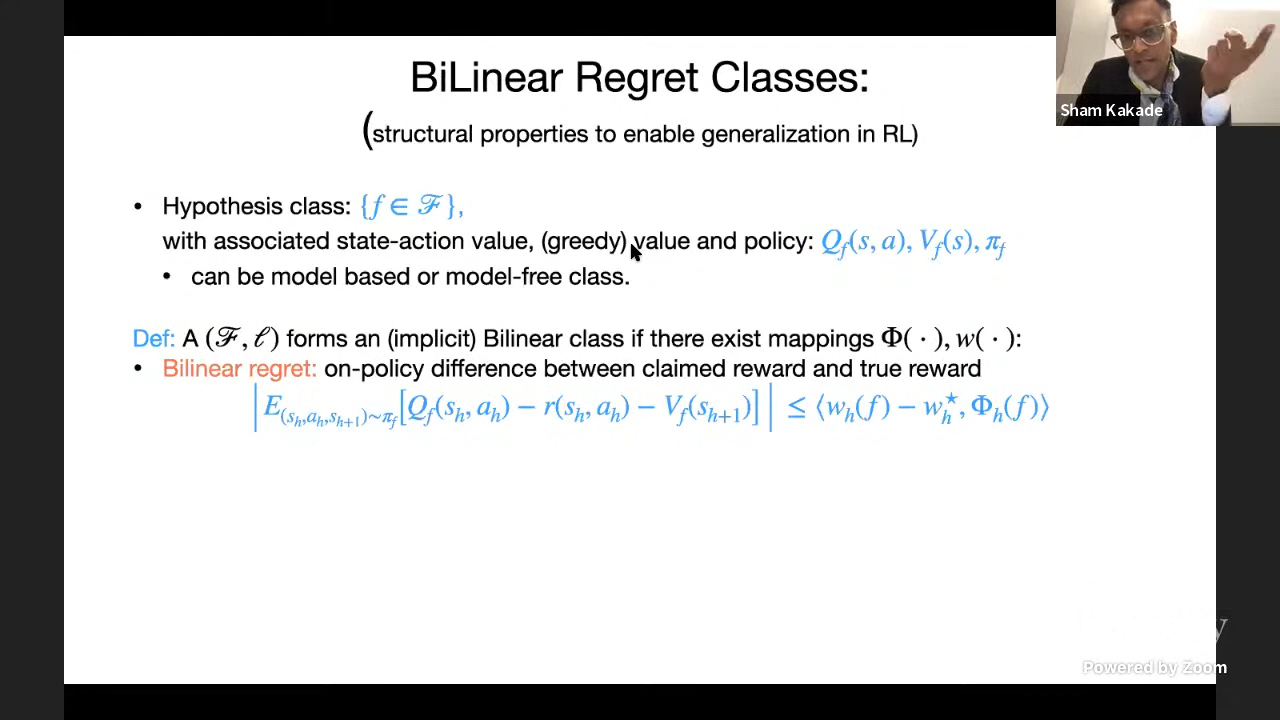 BiLinear Regret Classes:
(structural properties to enable generalization in RL)
Sham Kakade
• Hypothesis class: {f ∈ ℱ},
with associated state-action value, (greedy) value and policy: Q_f(s, a), V_f(s), π_f
• can be model based or model-free class.
Def: A (ℱ, ℓ) forms an (implicit) Bilinear class if there exist mappings Φ( · ), w( · ):
• Bilinear regret: on-policy difference between claimed reward and true reward
|E_{(s_h,a_h,s_{h+1})∼π_f}[Q_f(s_h, a_h) − r(s_h, a_h) − V_f(s_{h+1})]| ≤ ⟨w_h(f) − w_h^⋆, Φ_h(f)⟩
Powered by Zoom